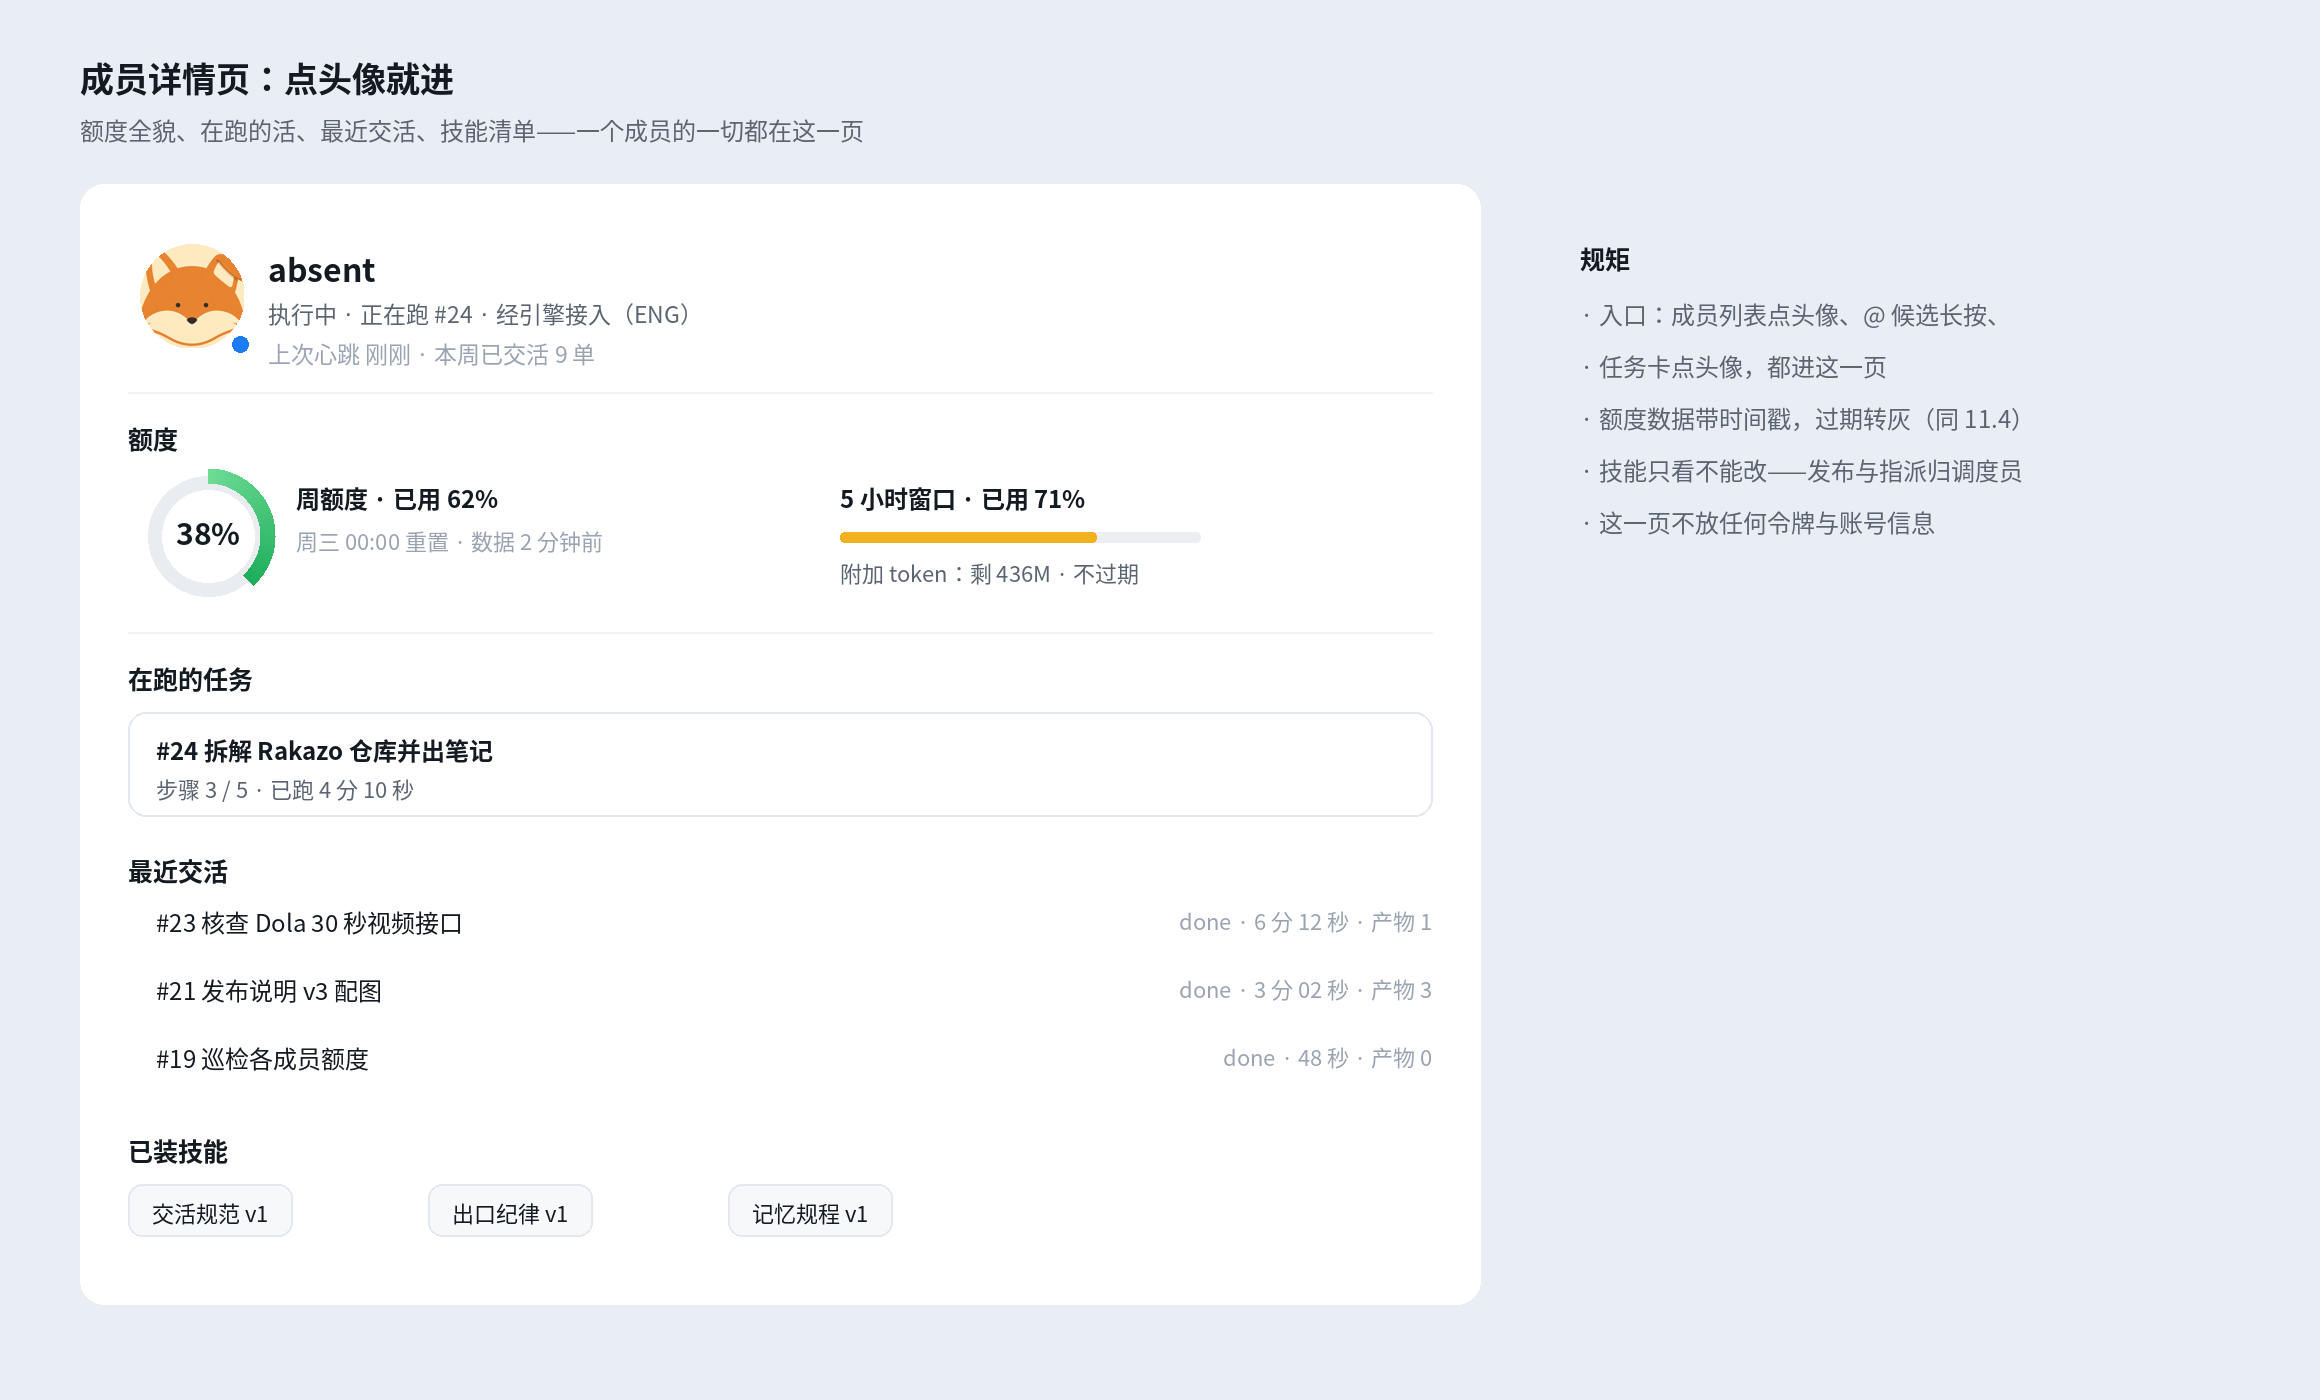 成员详情页：点头像就进
额度全貌、在跑的活、最近交活、技能清单——一个成员的一切都在这一页
absent
执行中 · 正在跑 #24 · 经引擎接入（ENG）
上次心跳 刚刚 · 本周已交活 9 单
额度
38%
周额度 · 已用 62%
周三 00:00 重置 · 数据 2 分钟前
5 小时窗口 · 已用 71%
附加 token：剩 436M · 不过期
在跑的任务
#24 拆解 Rakazo 仓库并出笔记
步骤 3 / 5 · 已跑 4 分 10 秒
最近交活
#23 核查 Dola 30 秒视频接口
done · 6 分 12 秒 · 产物 1
#21 发布说明 v3 配图
done · 3 分 02 秒 · 产物 3
#19 巡检各成员额度
done · 48 秒 · 产物 0
已装技能
交活规范 v1
出口纪律 v1
记忆规程 v1
规矩
· 入口：成员列表点头像、@ 候选长按、
· 任务卡点头像，都进这一页
· 额度数据带时间戳，过期转灰（同 11.4）
· 技能只看不能改——发布与指派归调度员
· 这一页不放任何令牌与账号信息